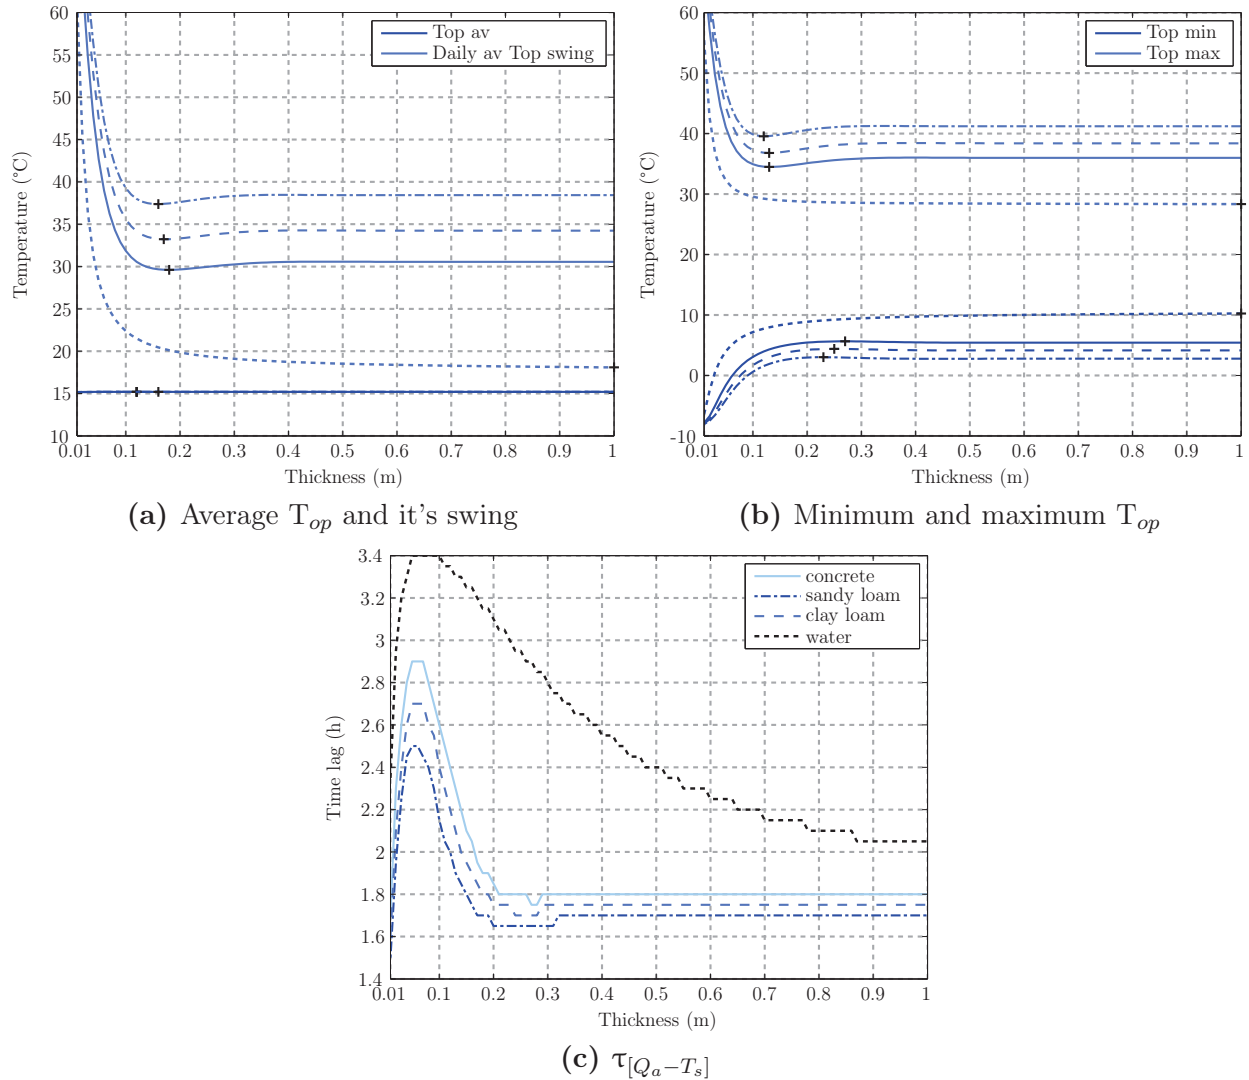 60
55
50
45
40
35
30
25
20
15
10
Temperature (°C)
Top av
Daily av Top swing
0.01 0.1 0.2 0.3 0.4 0.5 0.6 0.7 0.8 0.9 1
Thickness (m)
(a) Average Top and it's swing
60
50
40
30
20
10
0
-10
Temperature (°C)
Top min
Top max
0.01 0.1 0.2 0.3 0.4 0.5 0.6 0.7 0.8 0.9 1
Thickness (m)
(b) Minimum and maximum Top
3.4
3.2
3
2.8
2.6
2.4
2.2
2
1.8
1.6
1.4
Time lag (h)
concrete
sandy loam
clay loam
water
0.01 0.1 0.2 0.3 0.4 0.5 0.6 0.7 0.8 0.9 1
Thickness (m)
(c) τ[Qa−Ts]